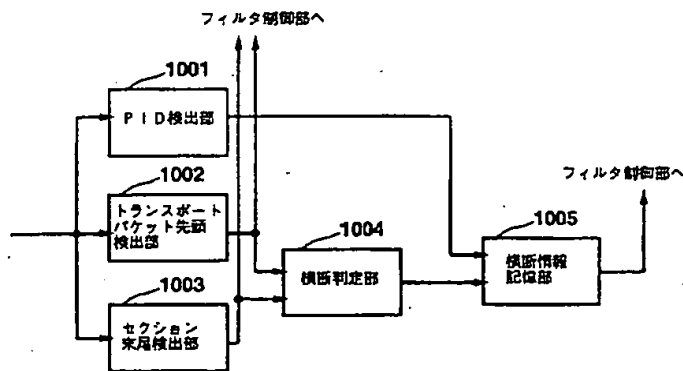 フィルタ制御部へ
1001
PID検出部
1002
トランスポート
パケット先頭
検出部
1003
セクション
末尾検出部
1004
横断判定部
フィルタ制御部へ
1005
横断情報
記憶部